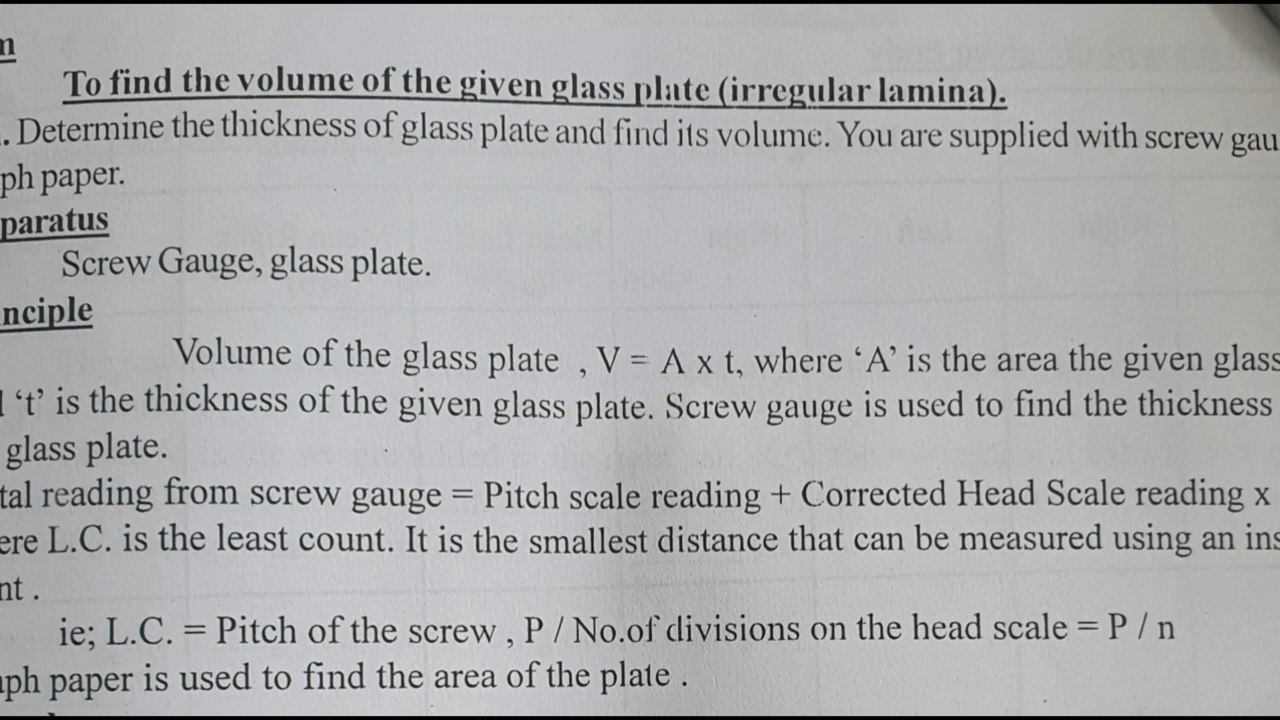 m
To find the volume of the given glass plate (irregular lamina).
. Determine the thickness of glass plate and find its volume. You are supplied with screw gau
ph paper.
paratus
Screw Gauge, glass plate.
nciple
Volume of the glass plate , V = A x t, where ‘A’ is the area the given glass
‘t’ is the thickness of the given glass plate. Screw gauge is used to find the thickness
glass plate.
tal reading from screw gauge = Pitch scale reading + Corrected Head Scale reading x
ere L.C. is the least count. It is the smallest distance that can be measured using an ins
nt .
ie; L.C. = Pitch of the screw , P / No.of divisions on the head scale = P / n
aph paper is used to find the area of the plate .